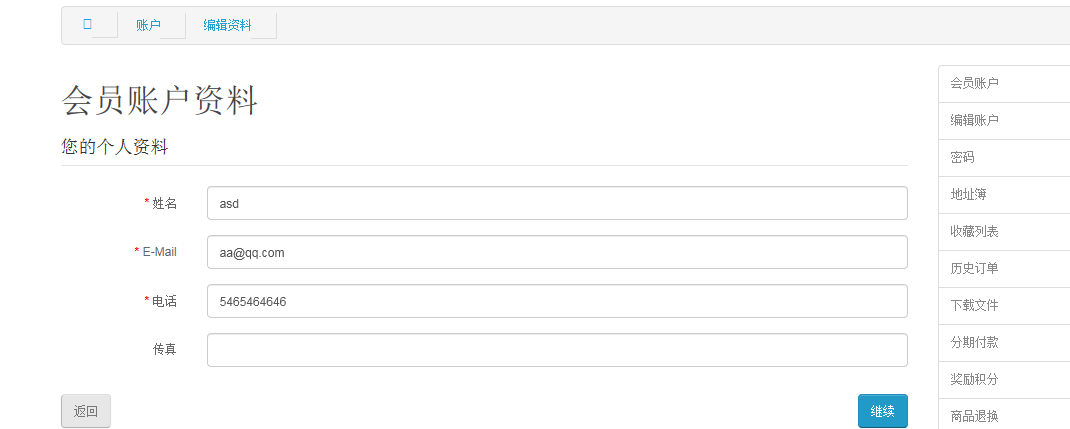 账户 编辑资料
会员账户资料
您的个人资料
* 姓名 asd
* E-Mail aa@qq.com
* 电话 5465464646
传真
返回 继续
会员账户
编辑账户
密码
地址簿
收藏列表
历史订单
下载文件
分期付款
奖励积分
商品退换